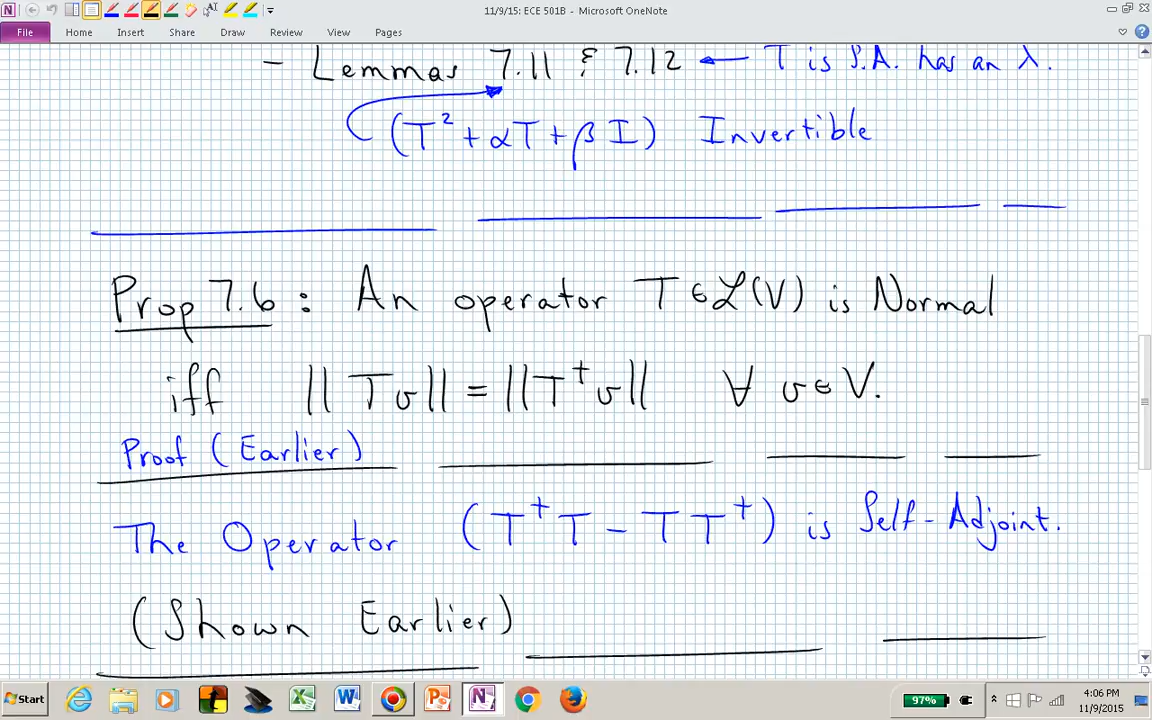 11/9/15: ECE 501B - Microsoft OneNote
File Home Insert Share Draw Review View Pages
- Lemmas 7.11 & 7.12 ← T is S.A. has an λ.
(T² + αT + βI) Invertible
Prop 7.6: An operator T∈ℒ(V) is Normal
iff ||Tv|| = ||T†v|| ∀ v∈V.
Proof (Earlier)
The Operator (T†T - TT†) is Self-Adjoint.
(Shown Earlier)
Start 97% 4:06 PM
11/9/2015